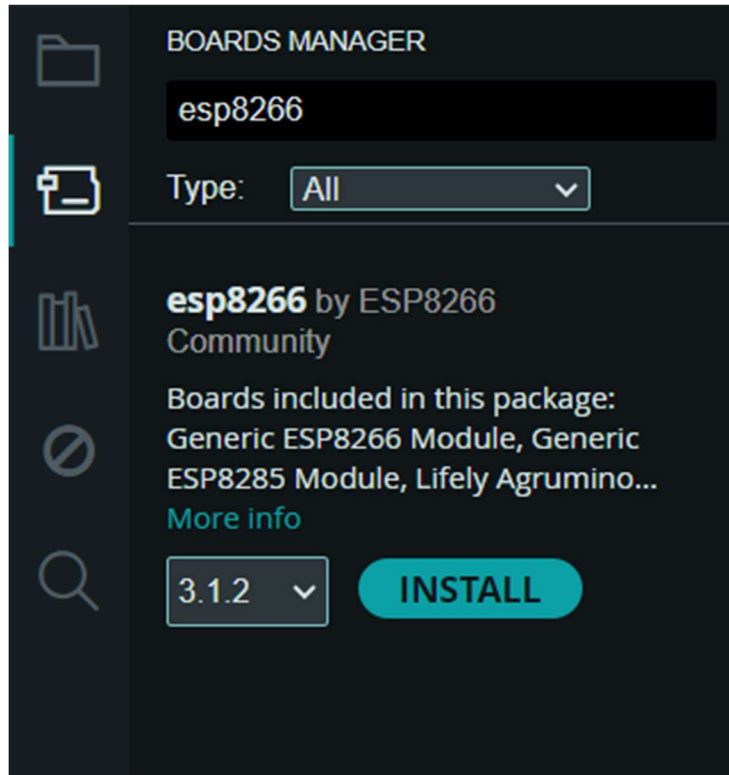 BOARDS MANAGER
esp8266
Type: All
esp8266 by ESP8266
Community
Boards included in this package:
Generic ESP8266 Module, Generic
ESP8285 Module, Lifely Agrumino...
More info
3.1.2 INSTALL